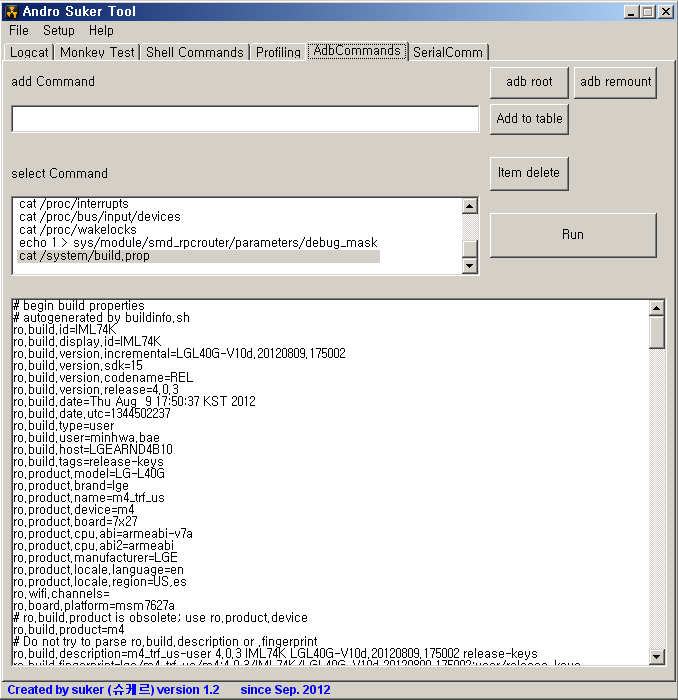 Andro Suker Tool
File Setup Help
Logcat Monkey Test Shell Commands Profiling AdbCommands SerialComm
add Command
adb root adb remount
Add to table
select Command
Item delete
cat /proc/interrupts
cat /proc/bus/input/devices
cat /proc/wakelocks
echo 1 > sys/module/smd_rpcrouter/parameters/debug_mask
cat /system/build.prop
Run
# begin build properties
# autogenerated by buildinfo.sh
ro.build.id=IML74K
ro.build.display.id=IML74K
ro.build.version.incremental=LGL40G-V10d.20120809.175002
ro.build.version.sdk=15
ro.build.version.codename=REL
ro.build.version.release=4.0.3
ro.build.date=Thu Aug  9 17:50:37 KST 2012
ro.build.date.utc=1344502237
ro.build.type=user
ro.build.user=minhwa.bae
ro.build.host=LGEARND4B10
ro.build.tags=release-keys
ro.product.model=LG-L40G
ro.product.brand=lge
ro.product.name=m4_trf_us
ro.product.device=m4
ro.product.board=7x27
ro.product.cpu.abi=armeabi-v7a
ro.product.cpu.abi2=armeabi
ro.product.manufacturer=LGE
ro.product.locale.language=en
ro.product.locale.region=US,es
ro.wifi.channels=
ro.board.platform=msm7627a
# ro.build.product is obsolete; use ro.product.device
ro.build.product=m4
# Do not try to parse ro.build.description or .fingerprint
ro.build.description=m4_trf_us-user 4.0.3 IML74K LGL40G-V10d.20120809.175002 release-keys
ro.build.fingerprint=lge/m4_trf_us/m4:4.0.3/IML74K/LGL40G-V10d.20120809.175002:user/release-keys
Created by suker (슈케르) version 1.2 since Sep. 2012